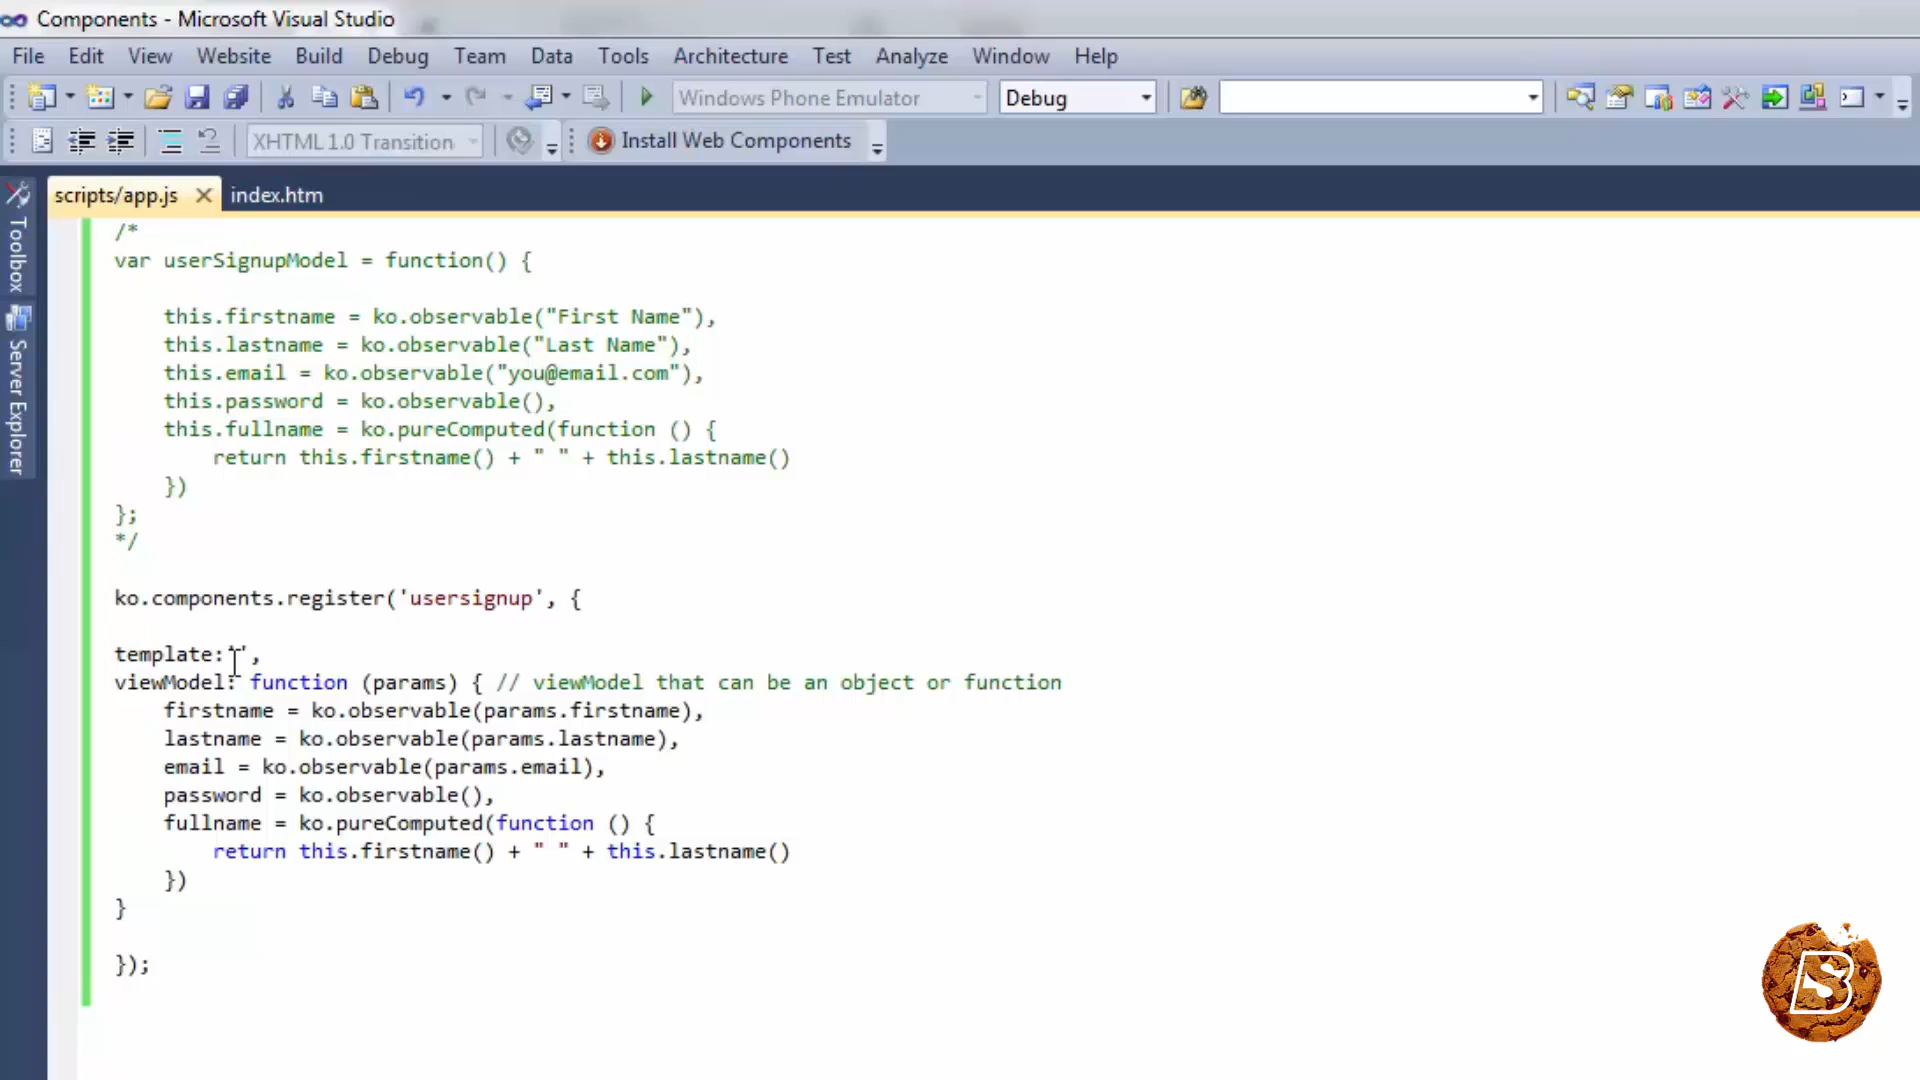 Components - Microsoft Visual Studio
File Edit View Website Build Debug Team Data Tools Architecture Test Analyze Window Help
Windows Phone Emulator Debug
XHTML 1.0 Transition Install Web Components
scripts/app.js index.htm
Toolbox
Server Explorer
/*
var userSignupModel = function() {
this.firstname = ko.observable("First Name"),
this.lastname = ko.observable("Last Name"),
this.email = ko.observable("you@email.com"),
this.password = ko.observable(),
this.fullname = ko.pureComputed(function () {
return this.firstname() + " " + this.lastname()
})
};
*/
ko.components.register('usersignup', {
template:'',
viewModel: function (params) { // viewModel that can be an object or function
firstname = ko.observable(params.firstname),
lastname = ko.observable(params.lastname),
email = ko.observable(params.email),
password = ko.observable(),
fullname = ko.pureComputed(function () {
return this.firstname() + " " + this.lastname()
})
}
});